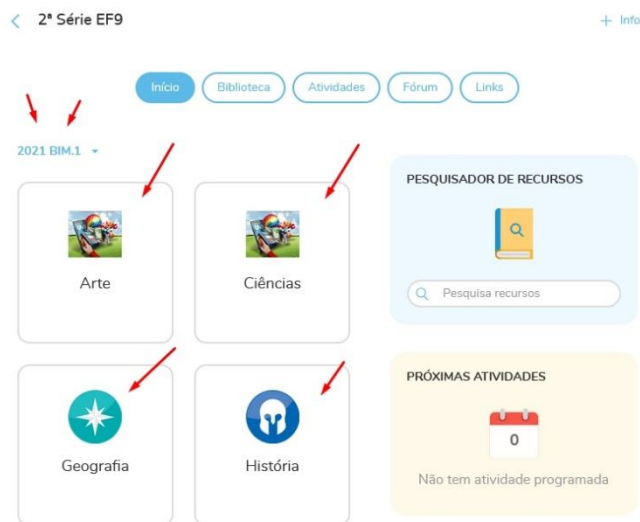 2ª Série EF9
+ Info
Início
Biblioteca
Atividades
Fórum
Links
2021 BIM.1
Arte
Ciências
Geografia
História
PESQUISADOR DE RECURSOS
Pesquisa recursos
PRÓXIMAS ATIVIDADES
0
Não tem atividade programada